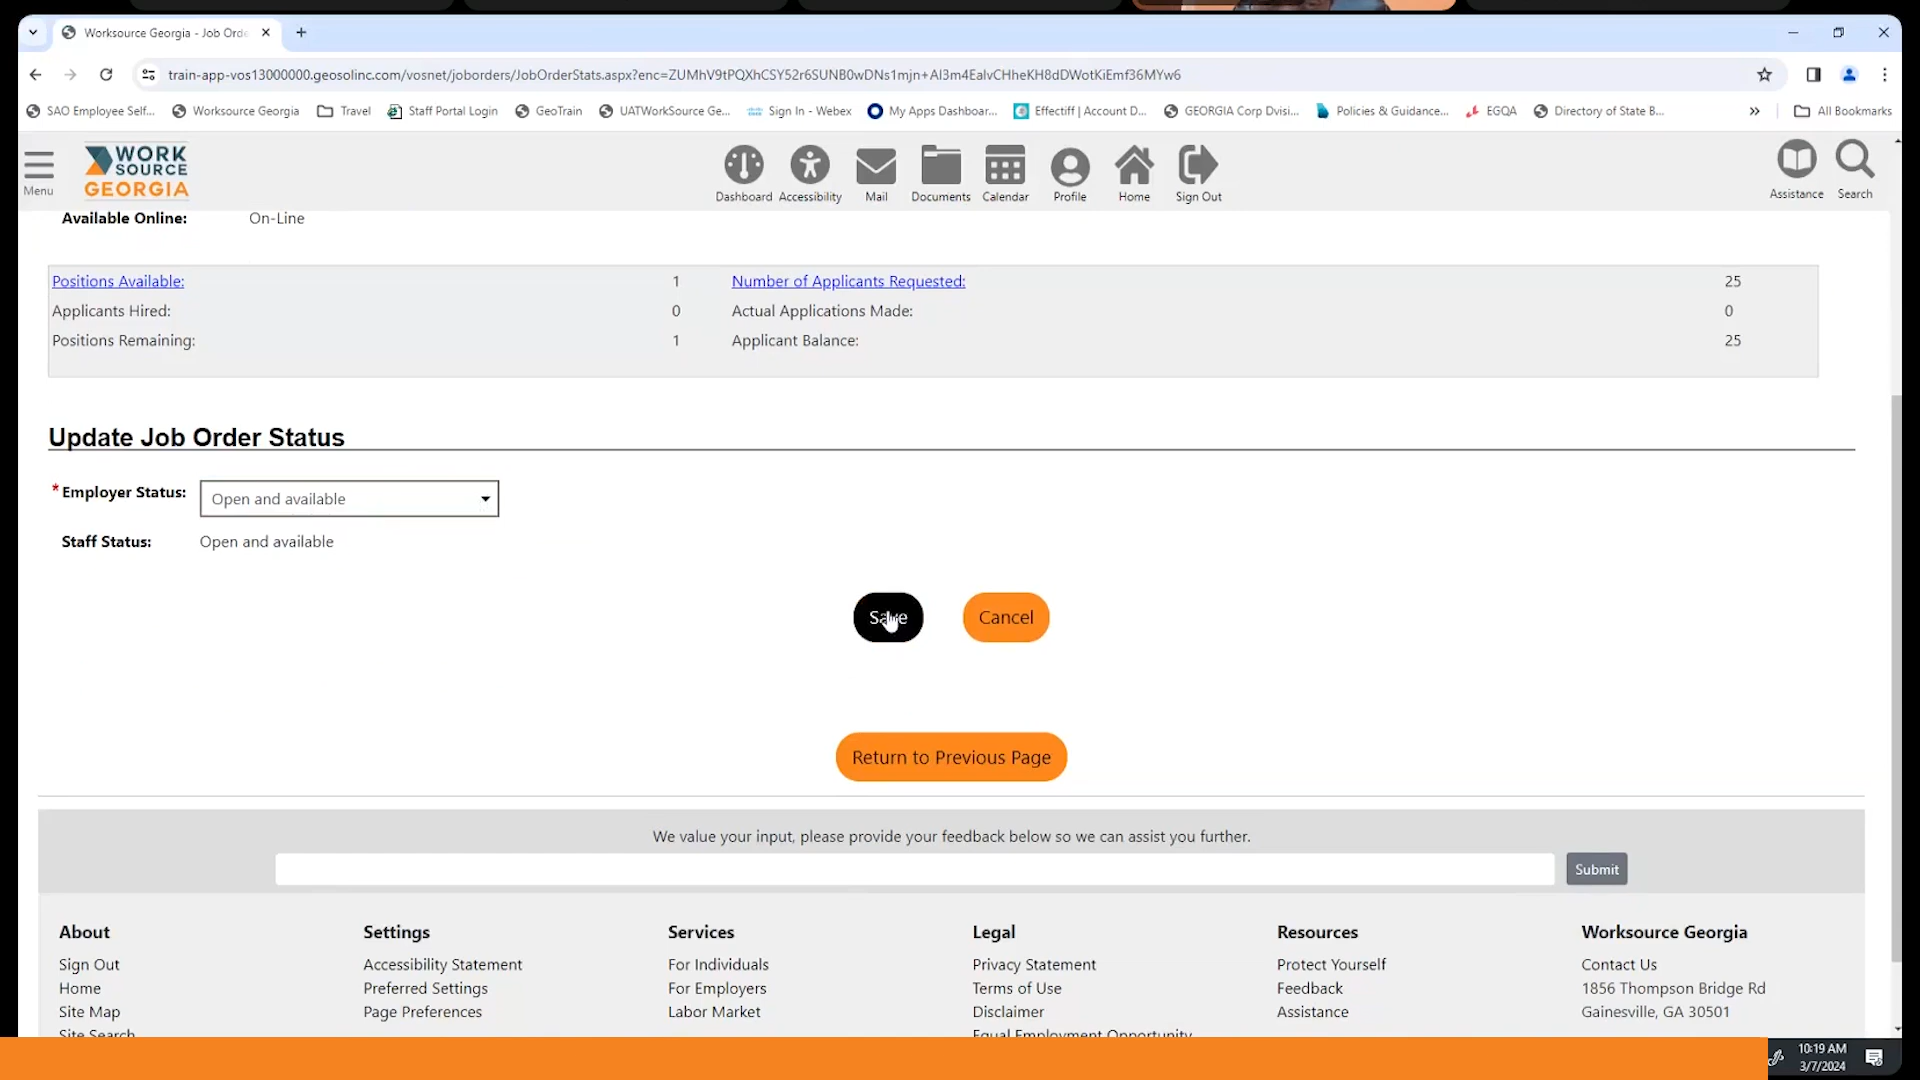 Worksource Georgia - Job Orde
train-app-vos13000000.geosolinc.com/vosnet/joborders/JobOrderStats.aspx?enc=ZUMhV9tPQXhCSY52r6SUNB0wDNs1mjn+AI3m4EalvCHheKH8dDWotKiEmf36MYw6
SAO Employee Self... Worksource Georgia Travel Staff Portal Login GeoTrain UATWorkSource Ge... Sign In - Webex My Apps Dashboar... Effectiff | Account D... GEORGIA Corp Dvisi... Policies & Guidance... EGQA Directory of State B... » All Bookmarks
Menu
WORK
SOURCE
GEORGIA
Dashboard Accessibility Mail Documents Calendar Profile Home Sign Out Assistance Search
Available Online: On-Line
Positions Available: 1 Number of Applicants Requested: 25
Applicants Hired: 0 Actual Applications Made: 0
Positions Remaining: 1 Applicant Balance: 25
Update Job Order Status
* Employer Status: Open and available
Staff Status: Open and available
Save Cancel
Return to Previous Page
We value your input, please provide your feedback below so we can assist you further.
Submit
About Settings Services Legal Resources Worksource Georgia
Sign Out Accessibility Statement For Individuals Privacy Statement Protect Yourself Contact Us
Home Preferred Settings For Employers Terms of Use Feedback 1856 Thompson Bridge Rd
Site Map Page Preferences Labor Market Disclaimer Assistance Gainesville, GA 30501
Site Search Equal Employment Opportunity
10:19 AM
3/7/2024